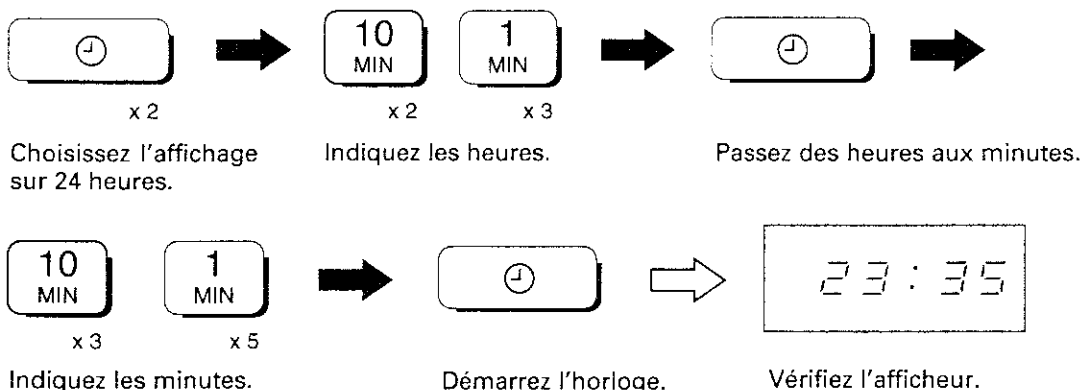 10
MIN
1
MIN
x 2
x 2
x 3
Choisissez l'affichage
sur 24 heures.
Indiquez les heures.
Passez des heures aux minutes.
10
MIN
1
MIN
23:35
x 3
x 5
Indiquez les minutes.
Démarrez l'horloge.
Vérifiez l'afficheur.